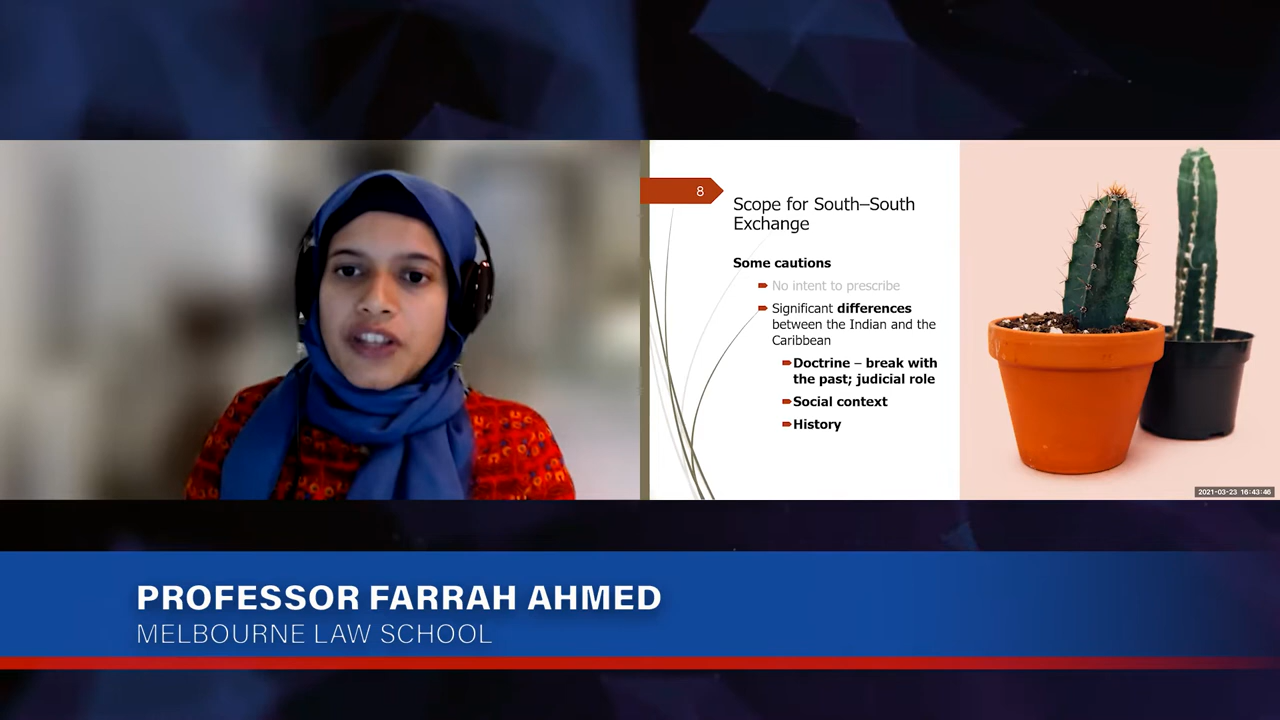 8
Scope for South–South
Exchange
Some cautions
No intent to prescribe
Significant differences
between the Indian and the
Caribbean
Doctrine – break with
the past; judicial role
Social context
History
2021-03-23 16:43:46
PROFESSOR FARRAH AHMED
MELBOURNE LAW SCHOOL